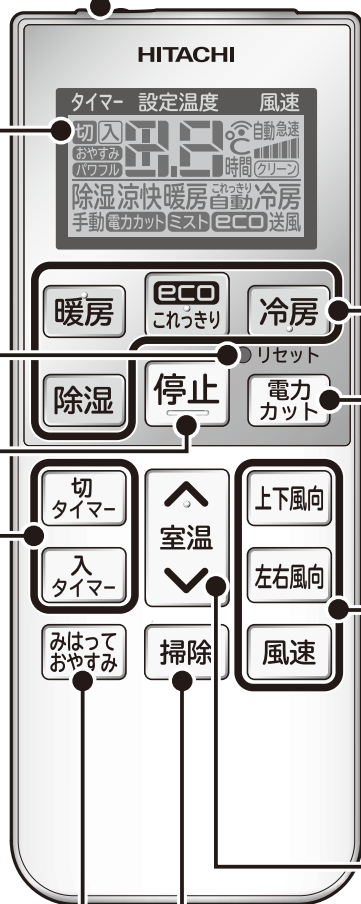 HITACHI
タイマー 設定温度 風速
切 入 8.8 ℃ 自動急速
おやすみ
パワフル 時間 クリーン
除湿涼快暖房これっきり自動冷房
手動電力カットミストeco送風
暖房
eco
これっきり
冷房
リセット
除湿
停止
電力
カット
切
タイマー
室温
上下風向
入
タイマー
左右風向
みはって
おやすみ
掃除
風速